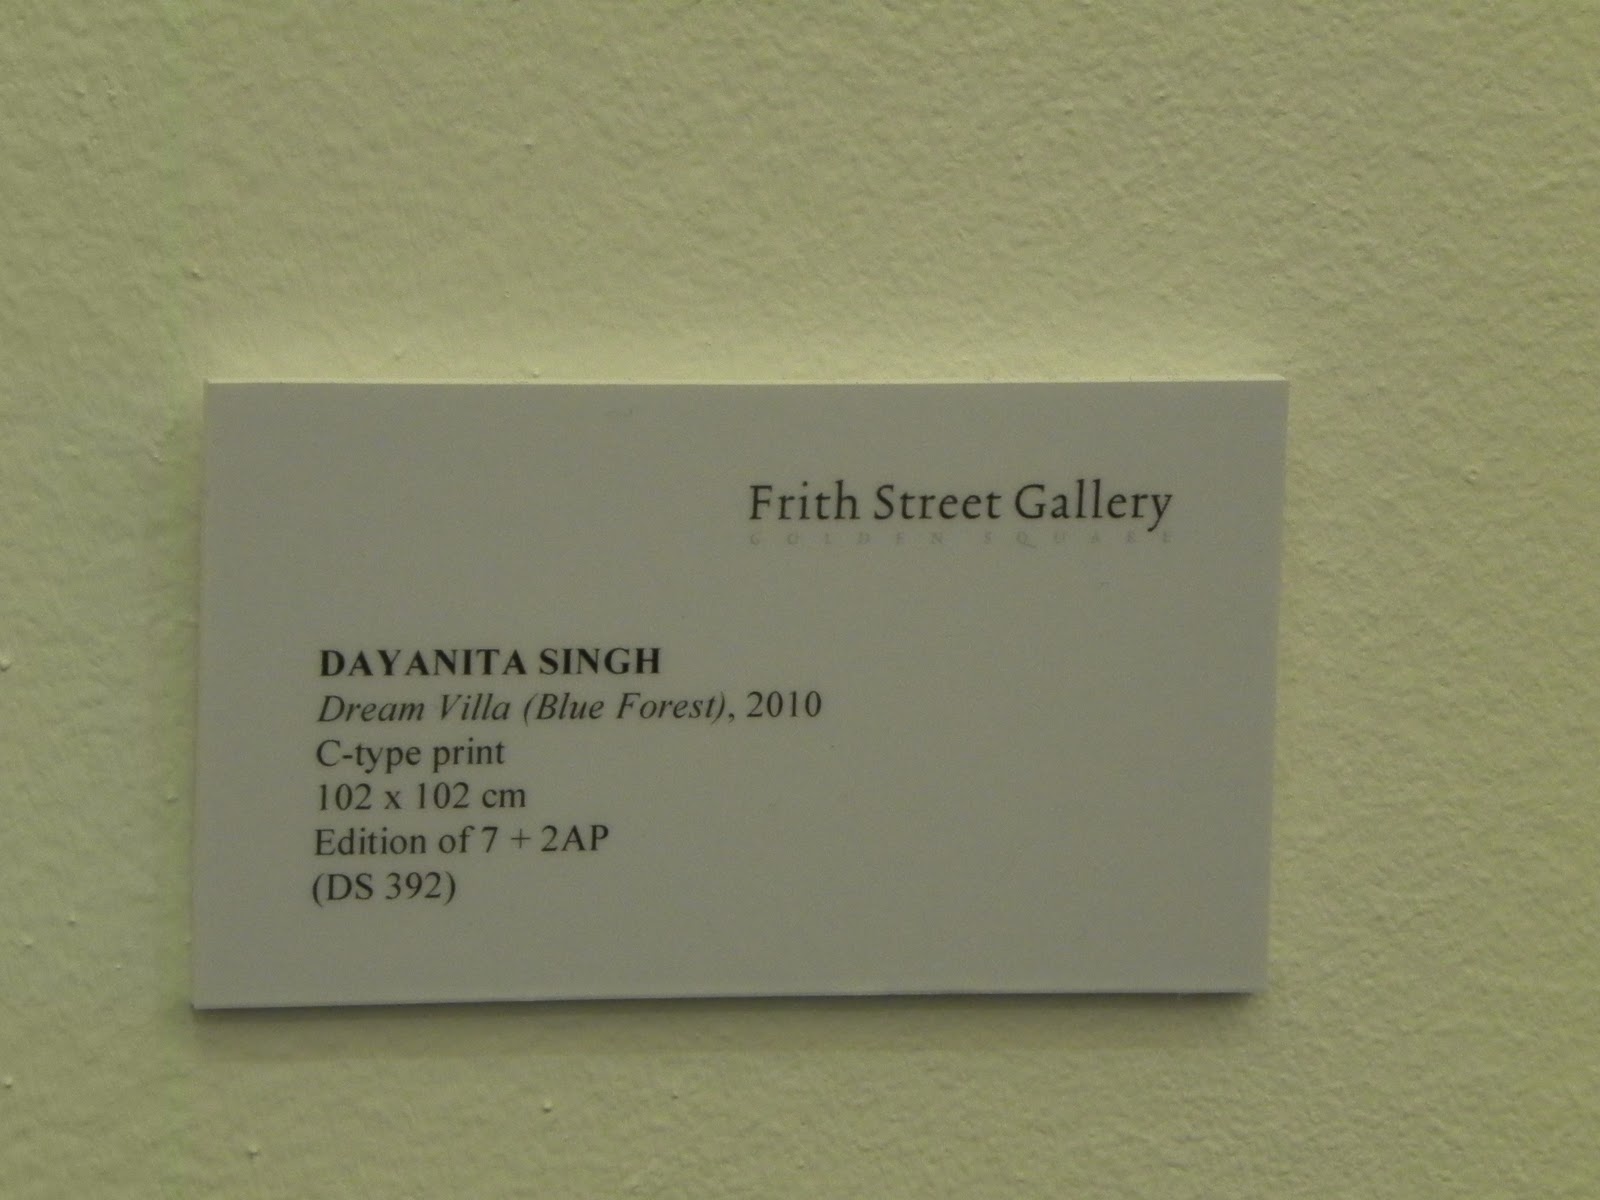 Frith Street Gallery
GOLDEN SQUARE
DAYANITA SINGH
Dream Villa (Blue Forest), 2010
C-type print
102 x 102 cm
Edition of 7 + 2AP
(DS 392)